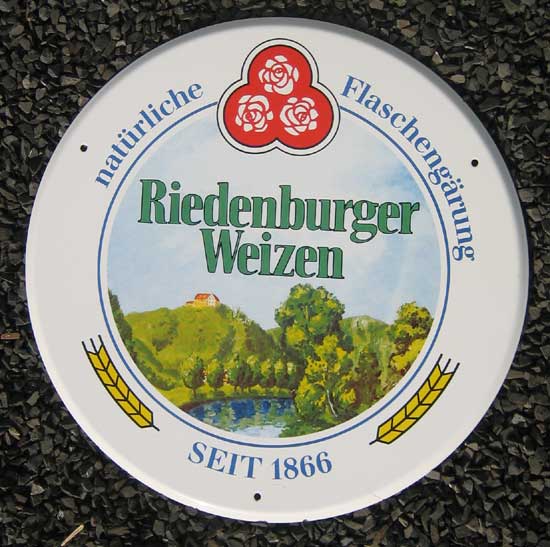 natürliche Flaschengärung
Riedenburger
Weizen
SEIT 1866